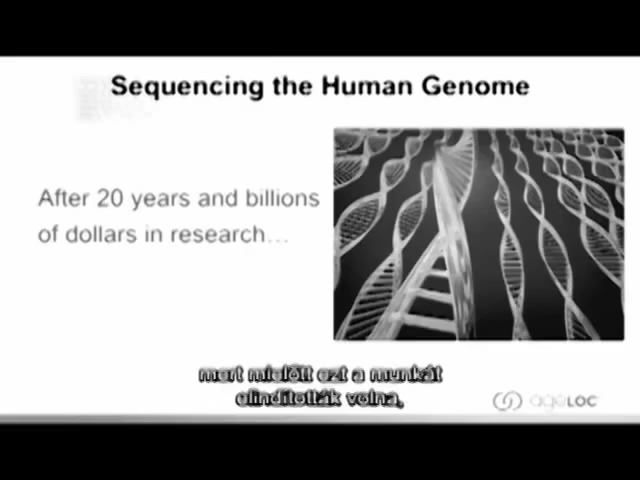 Sequencing the Human Genome
After 20 years and billions
of dollars in research...
mert mielőtt ezt a munkát
elindították volna,
ageLOC